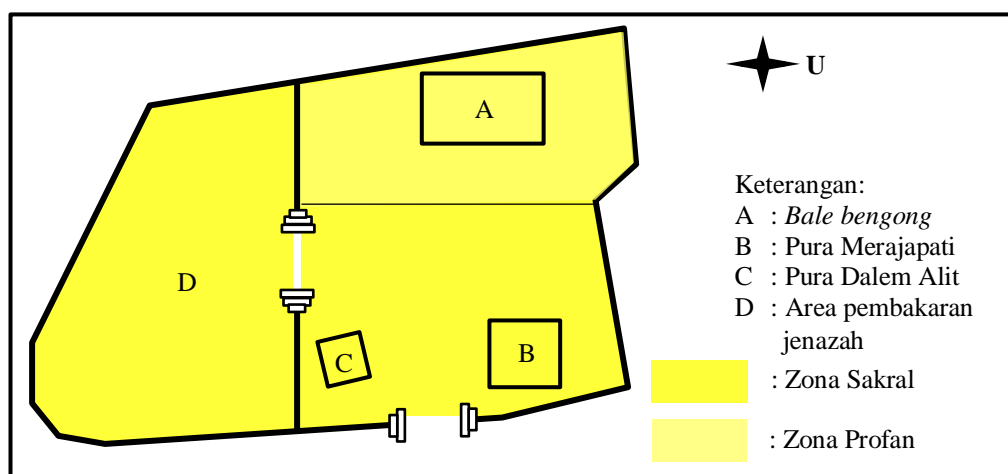 A
U
Keterangan:
A : Bale bengong
B : Pura Merajapati
C : Pura Dalem Alit
D : Area pembakaran
jenazah
: Zona Sakral
: Zona Profan
D
C
B